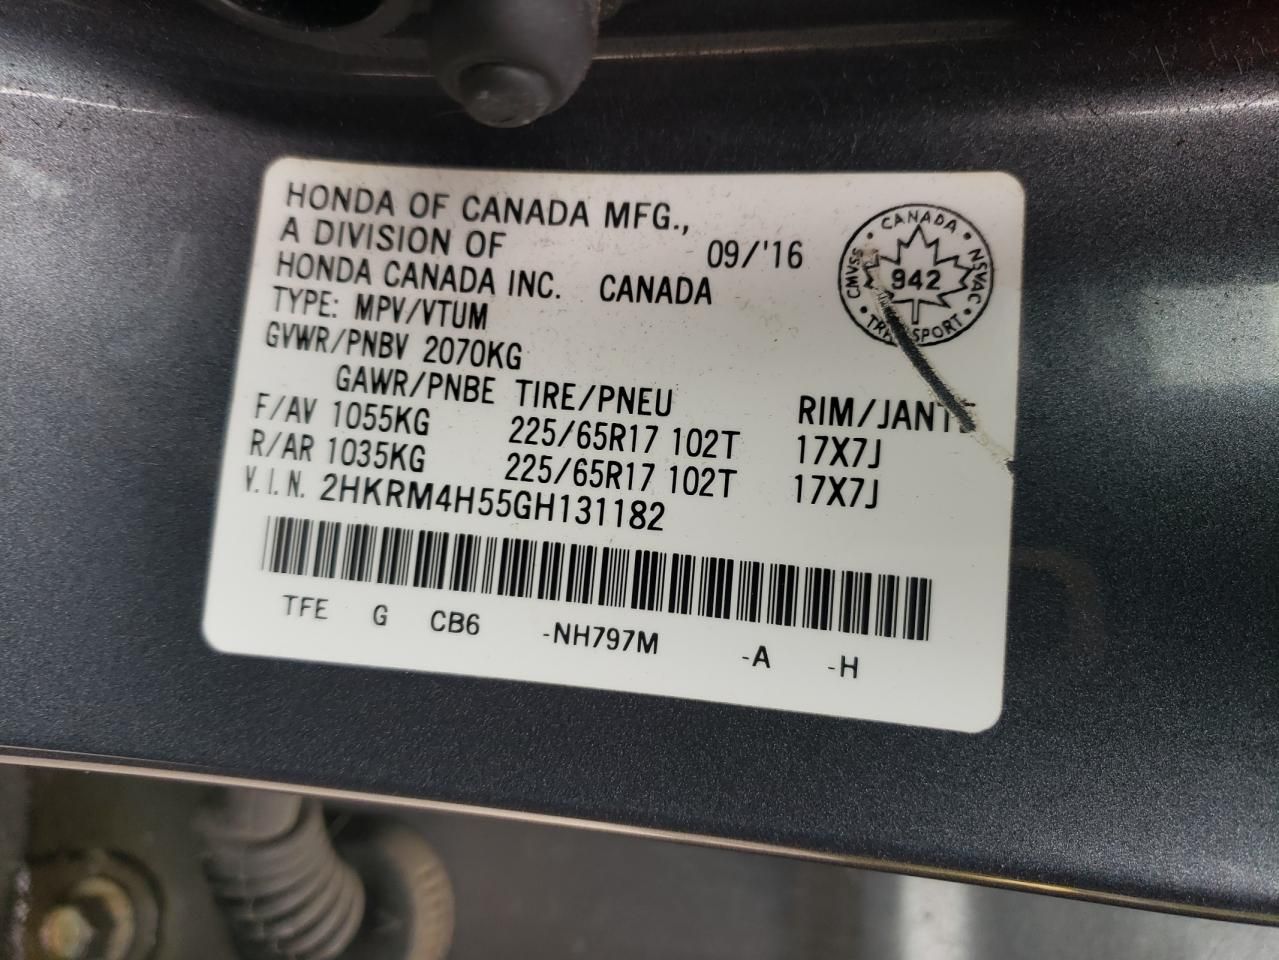 HONDA OF CANADA MFG.,
A DIVISION OF
HONDA CANADA INC. CANADA 09/'16
TYPE: MPV/VTUM
GVWR/PNBV 2070KG
GAWR/PNBE TIRE/PNEU RIM/JANTE
F/AV 1055KG 225/65R17 102T 17X7J
R/AR 1035KG 225/65R17 102T 17X7J
V.I.N. 2HKRM4H55GH131182
TFE G CB6 -NH797M -A -H
CANADA • NSVAC • TRANSPORT • CMVSS •
942